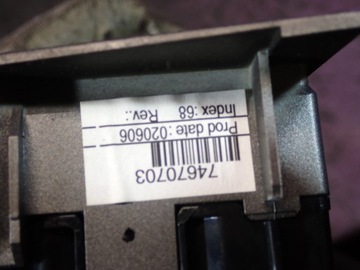 74670703
Prod date : 020606
Index :68 Rev.: